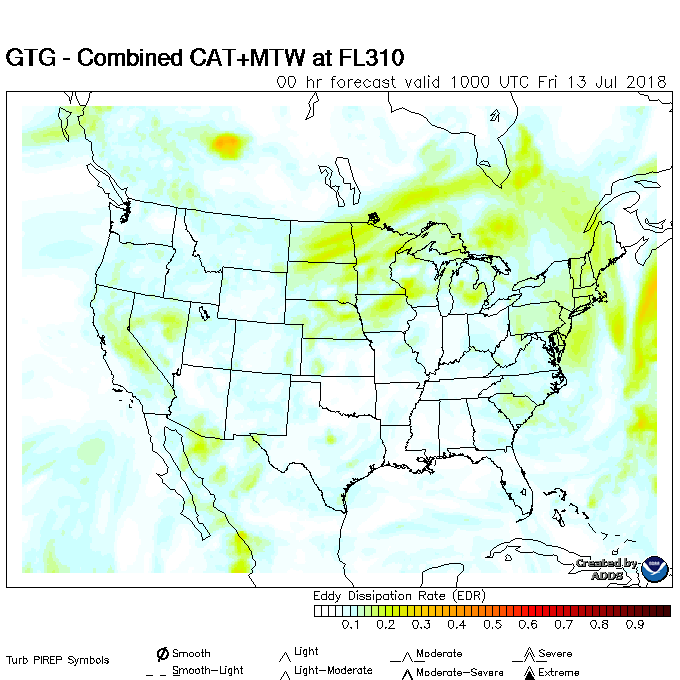 GTG - Combined CAT+MTW at FL310
00 hr forecast valid 1000 UTC Fri 13 Jul 2018
Created by
ADDS
Eddy Dissipation Rate (EDR)
0.1 0.2 0.3 0.4 0.5 0.6 0.7 0.8 0.9
Turb PIREP Symbols
Smooth Light Moderate Severe
Smooth-Light Light-Moderate Moderate-Severe Extreme